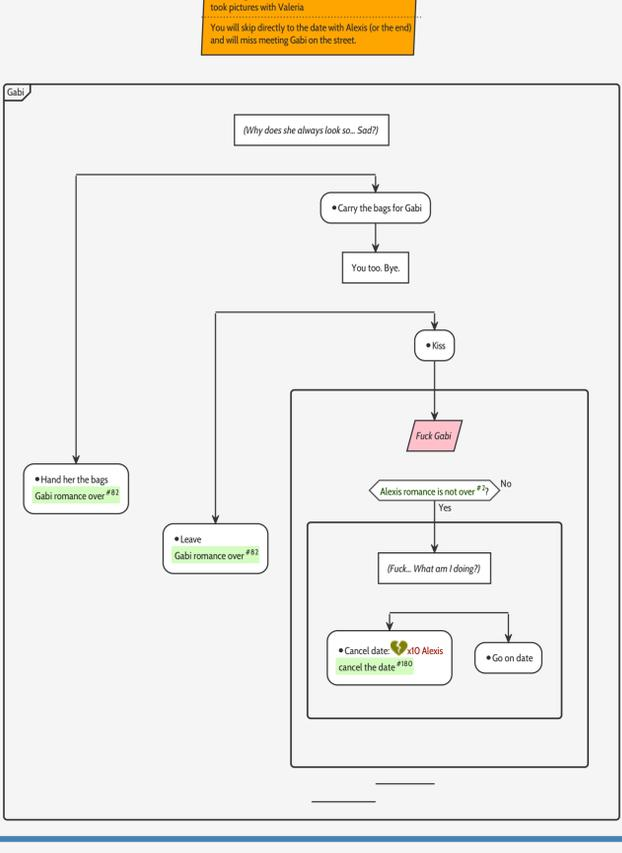 took pictures with Valeria
You will skip directly to the date with Alexis (or the end)
and will miss meeting Gabi on the street.
Gabi
(Why does she always look so... Sad?)
•Carry the bags for Gabi
You too. Bye.
•Kiss
Fuck Gabi
•Hand her the bags
Gabi romance over #82
Alexis romance is not over #2?
No
Yes
•Leave
Gabi romance over #82
(Fuck... What am I doing?)
•Cancel date: x10 Alexis
cancel the date #180
•Go on date